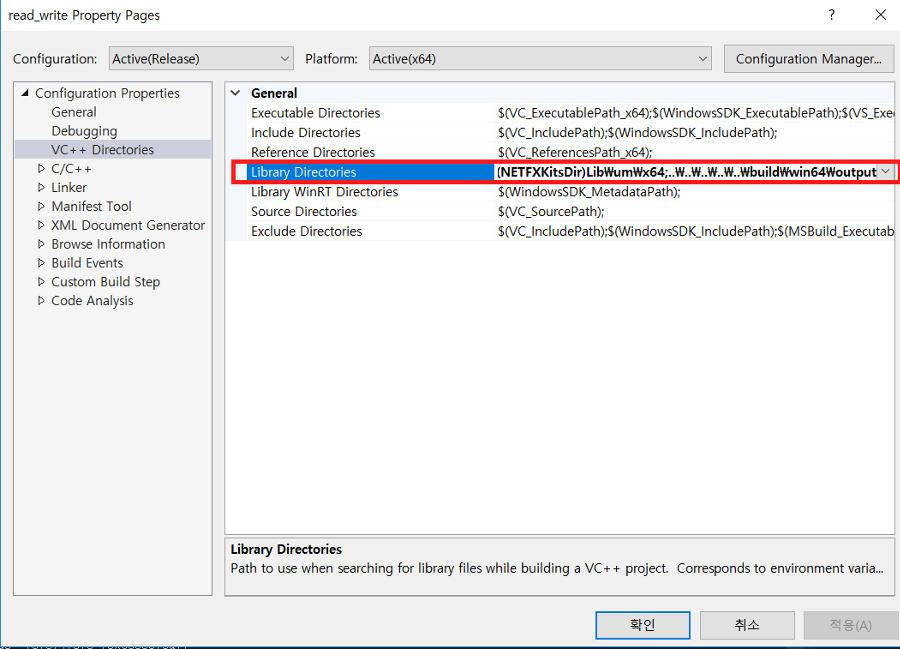 read_write Property Pages
? ×
Configuration: Active(Release) Platform: Active(x64) Configuration Manager...
Configuration Properties
General
Debugging
VC++ Directories
C/C++
Linker
Manifest Tool
XML Document Generator
Browse Information
Build Events
Custom Build Step
Code Analysis
General
Executable Directories $(VC_ExecutablePath_x64);$(WindowsSDK_ExecutablePath);$(VS_Exec
Include Directories $(VC_IncludePath);$(WindowsSDK_IncludePath);
Reference Directories $(VC_ReferencesPath_x64);
Library Directories (NETFXKitsDir)Lib₩um₩x64;..₩..₩..₩..₩..₩build₩win64₩output
Library WinRT Directories $(WindowsSDK_MetadataPath);
Source Directories $(VC_SourcePath);
Exclude Directories $(VC_IncludePath);$(WindowsSDK_IncludePath);$(MSBuild_Executab
Library Directories
Path to use when searching for library files while building a VC++ project.  Corresponds to environment varia...
확인 취소 적용(A)